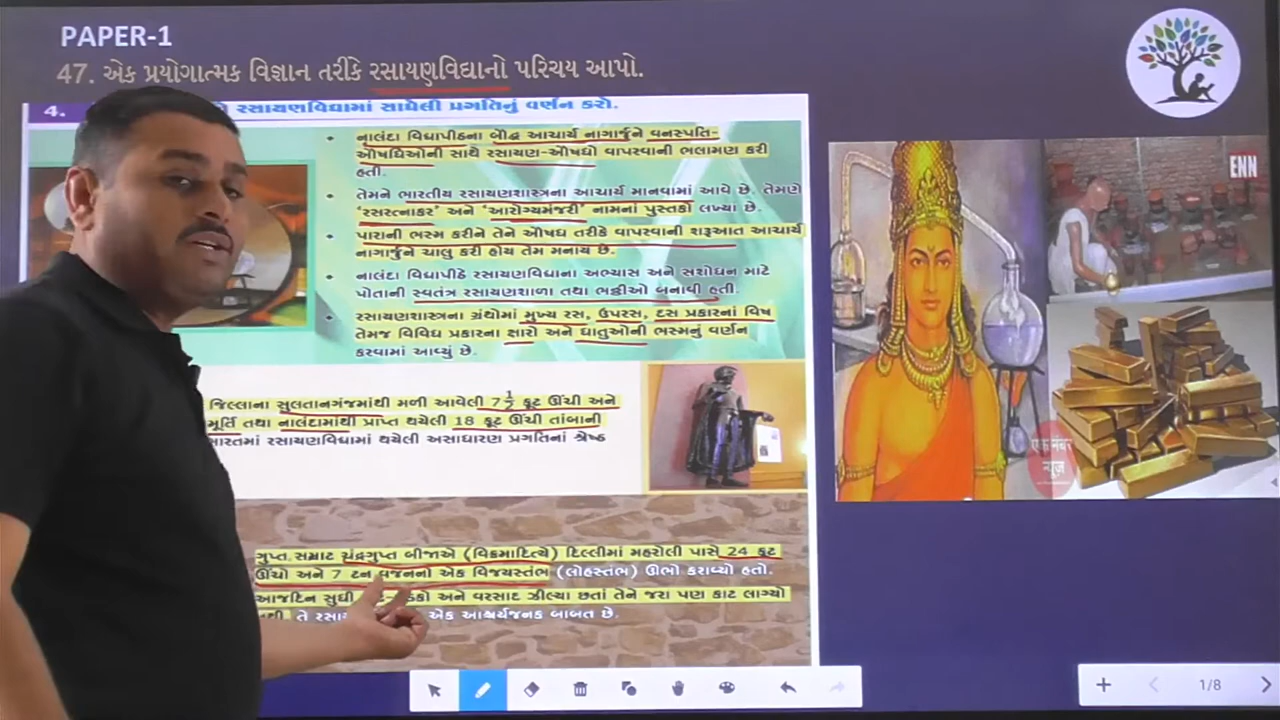 PAPER-1
47. એક પ્રયોગાત્મક વિજ્ઞાન તરીકે રસાયણવિદ્યાનો પરિચય આપો.
4. રસાયણવિદ્યામાં સાધેલી પ્રગતિનું વર્ણન કરો.
• નાલંદા વિદ્યાપીઠના બૌદ્ધ આચાર્ય નાગાર્જુને વનસ્પતિ-
ઔષધિઓની સાથે રસાયણ-ઔષધો વાપરવાની ભલામણ કરી
હતી.
• તેમને ભારતીય રસાયણશાસ્ત્રના આચાર્ય માનવામાં આવે છે. તેમણે
'રસરત્નાકર' અને 'આરોગ્યમંજરી' નામનાં પુસ્તકો લખ્યા છે.
• પારાની ભસ્મ કરીને તેને ઔષધ તરીકે વાપરવાની શરૂઆત આચાર્ય
નાગાર્જુને ચાલુ કરી હોય તેમ મનાય છે.
• નાલંદા વિદ્યાપીઠે રસાયણવિદ્યાના અભ્યાસ અને સંશોધન માટે
પોતાની સ્વતંત્ર રસાયણશાળા તથા ભઠ્ઠીઓ બનાવી હતી.
• રસાયણશાસ્ત્રના ગ્રંથોમાં મુખ્ય રસ, ઉપરસ, દસ પ્રકારનાં વિષ
તેમજ વિવિધ પ્રકારના ક્ષારો અને ધાતુઓની ભસ્મનું વર્ણન
કરવામાં આવ્યું છે.
જિલ્લાના સુલતાનગંજમાંથી મળી આવેલી 7 1/2 ફૂટ ઊંચી અને
મૂર્તિ તથા નાલંદામાંથી પ્રાપ્ત થયેલી 18 ફૂટ ઊંચી તાંબાની
ભારતમાં રસાયણવિદ્યામાં થયેલી અસાધારણ પ્રગતિનાં શ્રેષ્ઠ
ગુપ્ત સમ્રાટ ચંદ્રગુપ્ત બીજાએ (વિક્રમાદિત્યે) દિલ્લીમાં મહરોલી પાસે 24 ફૂટ
ઊંચો અને 7 ટન વજનનો એક વિજયસ્તંભ (લોહસ્તંભ) ઊભો કરાવ્યો હતો.
આજદિન સુધી અને વરસાદ ઝીલ્યા છતાં તેને જરા પણ કાટ લાગ્યો
તે એક આશ્ચર્યજનક બાબત છે.
ENN
एक नंबर
न्यूज़
1/8